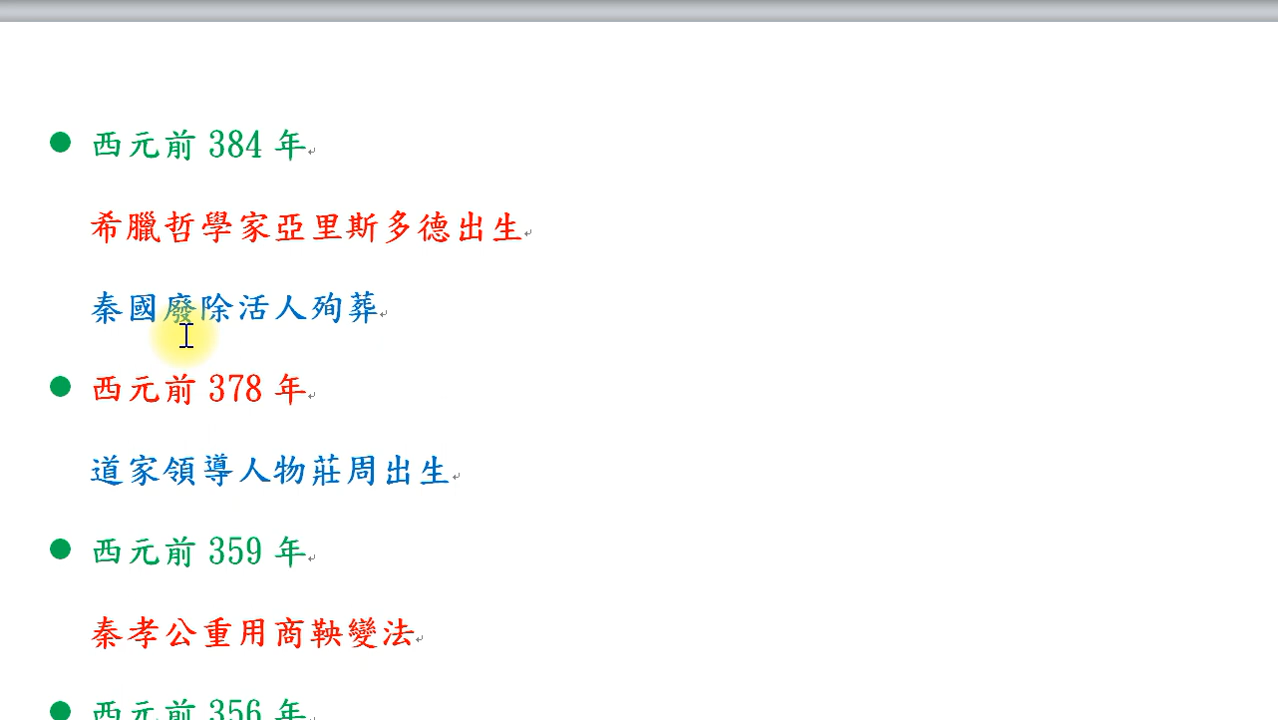 西元前 384 年
希臘哲學家亞里斯多德出生
秦國廢除活人殉葬
西元前 378 年
道家領導人物莊周出生
西元前 359 年
秦孝公重用商鞅變法
西元前 356 年